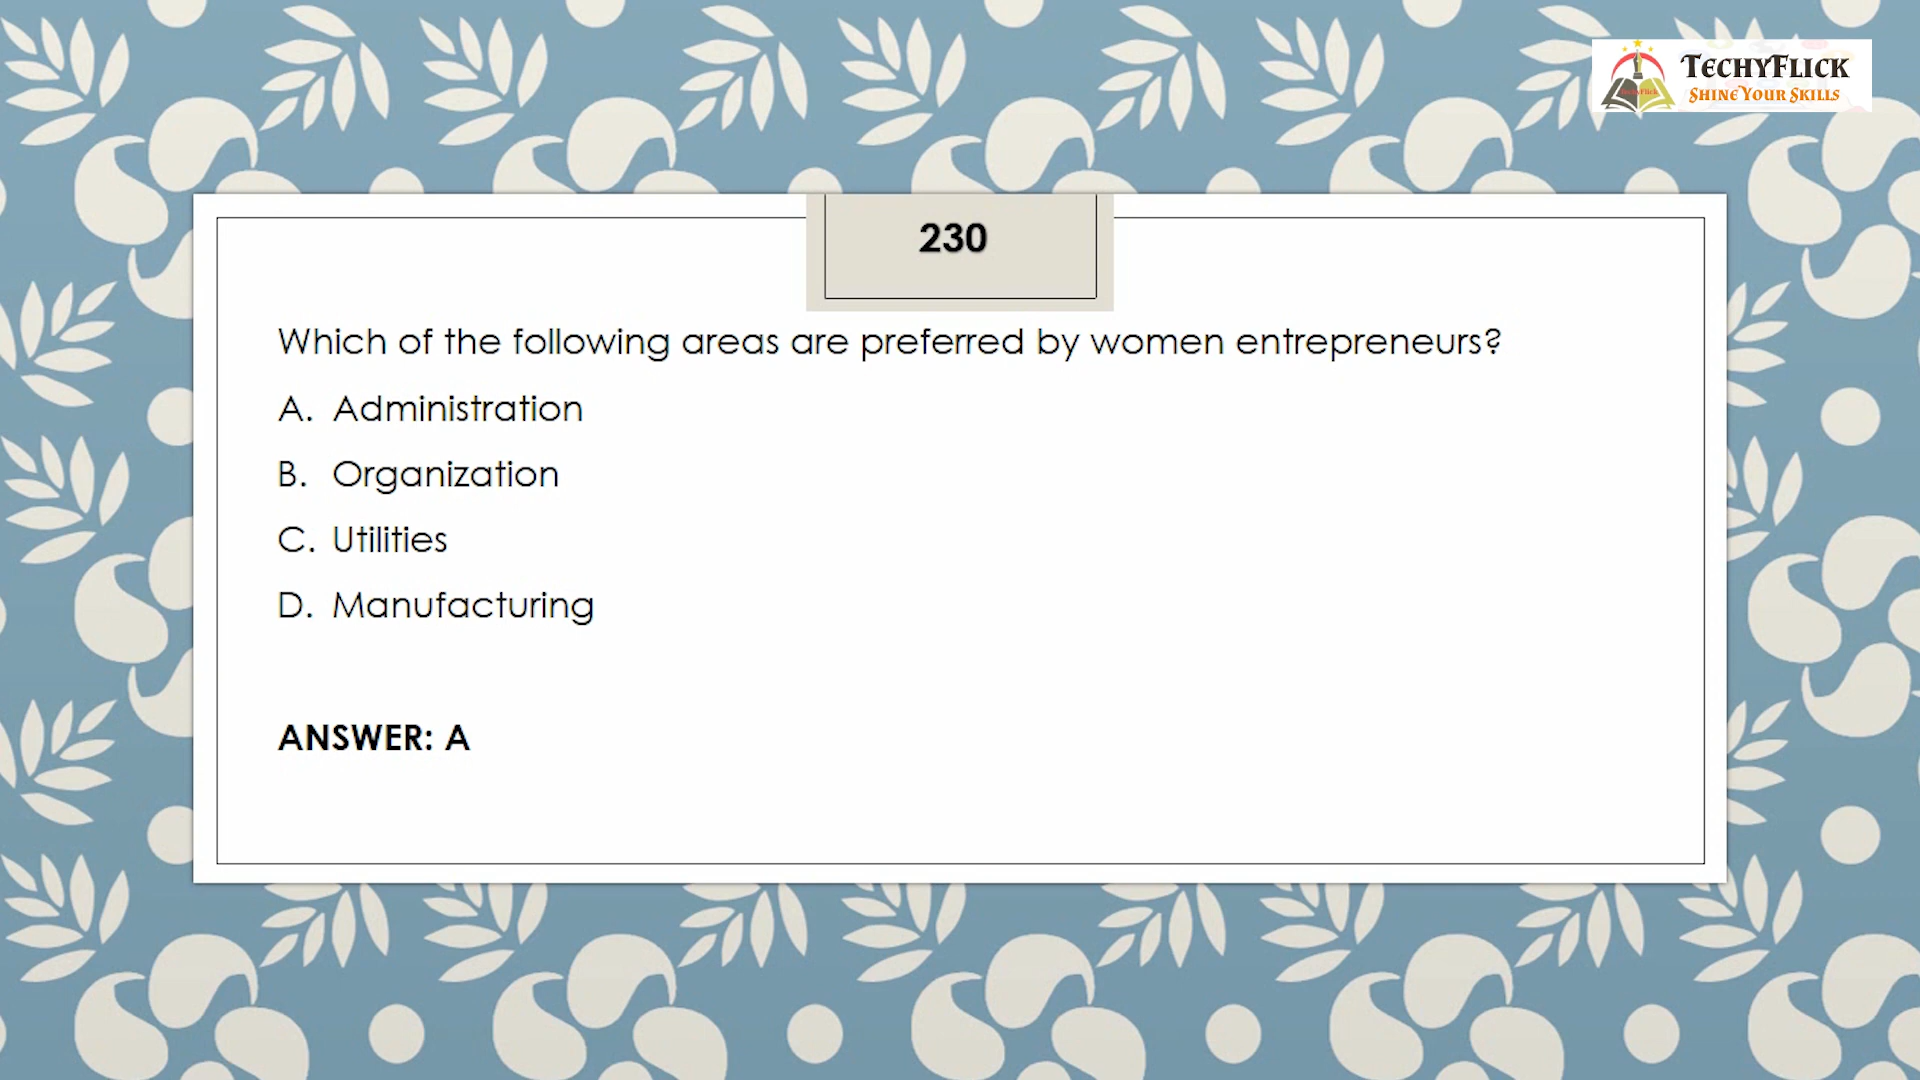 TECHYFLICK
SHINE YOUR SKILLS
230
Which of the following areas are preferred by women entrepreneurs?
A. Administration
B. Organization
C. Utilities
D. Manufacturing
ANSWER: A